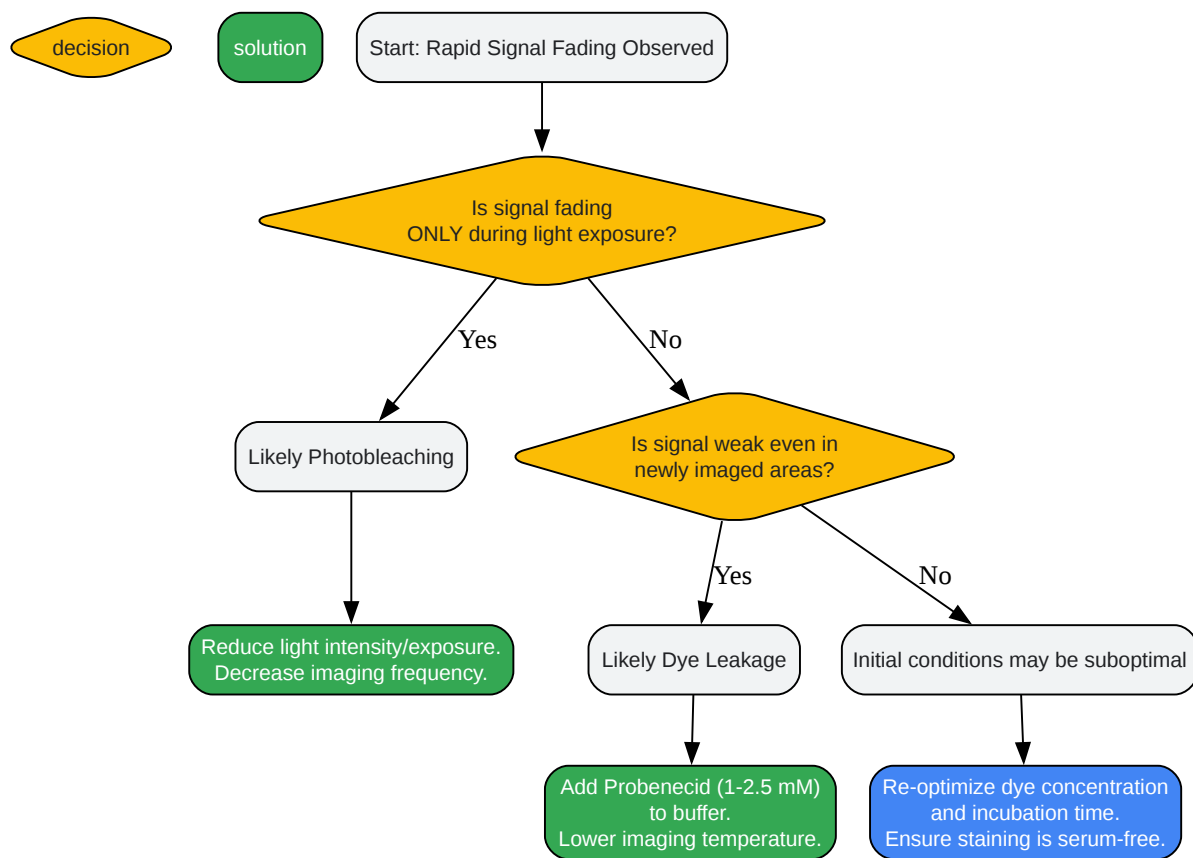 decision
solution
Start: Rapid Signal Fading Observed
Is signal fading
ONLY during light exposure?
Yes
No
Likely Photobleaching
Is signal weak even in
newly imaged areas?
Yes
No
Reduce light intensity/exposure.
Decrease imaging frequency.
Likely Dye Leakage
Initial conditions may be suboptimal
Add Probenecid (1-2.5 mM)
to buffer.
Lower imaging temperature.
Re-optimize dye concentration
and incubation time.
Ensure staining is serum-free.